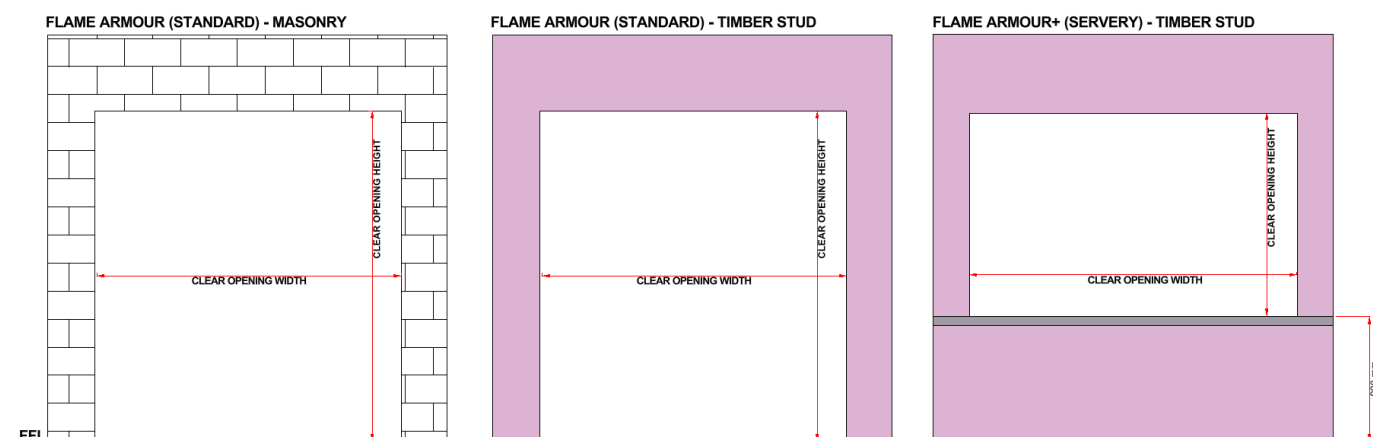 FLAME ARMOUR (STANDARD) - MASONRY
FLAME ARMOUR (STANDARD) - TIMBER STUD
FLAME ARMOUR+ (SERVERY) - TIMBER STUD
CLEAR OPENING HEIGHT
CLEAR OPENING WIDTH
CLEAR OPENING HEIGHT
CLEAR OPENING WIDTH
CLEAR OPENING HEIGHT
CLEAR OPENING WIDTH